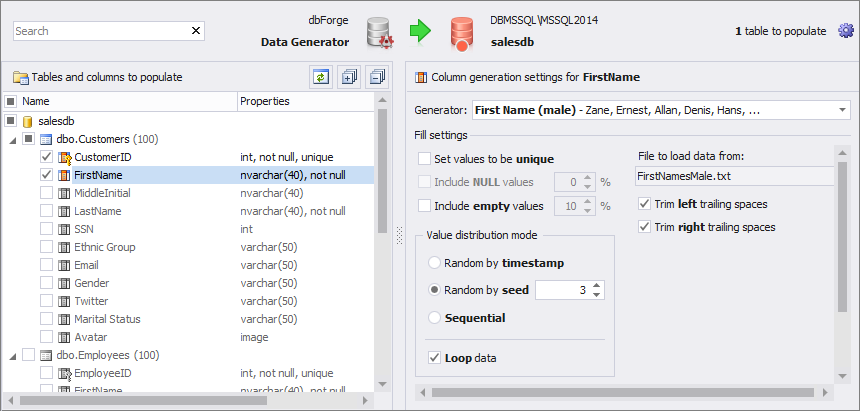 Search
dbForge
Data Generator
DBMSSQL\MSSQL2014
salesdb
1 table to populate
Tables and columns to populate
Name Properties
salesdb
dbo.Customers (100)
CustomerID int, not null, unique
FirstName nvarchar(40), not null
MiddleInitial nvarchar(40)
LastName nvarchar(40)
SSN int
Ethnic Group varchar(50)
Email varchar(50)
Gender varchar(50)
Twitter varchar(50)
Marital Status varchar(50)
Avatar image
dbo.Employees (100)
EmployeeID int, not null, unique
FirstName nvarchar(40), not null
Column generation settings for FirstName
Generator: First Name (male) - Zane, Ernest, Allan, Denis, Hans, ...
Fill settings
Set values to be unique
Include NULL values 0 %
Include empty values 10 %
File to load data from:
FirstNamesMale.txt
Trim left trailing spaces
Trim right trailing spaces
Value distribution mode
Random by timestamp
Random by seed 3
Sequential
Loop data